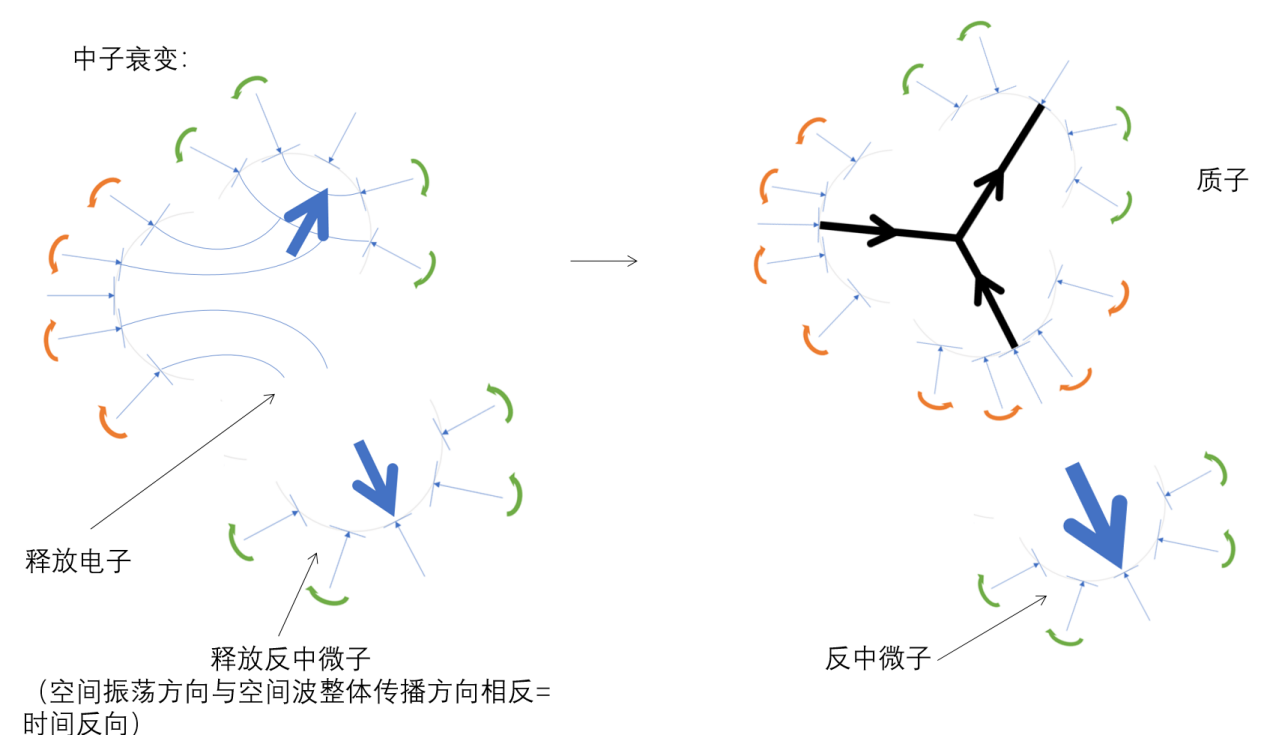 中子衰变：
质子
释放电子
释放反中微子
（空间振荡方向与空间波整体传播方向相反=
时间反向）
反中微子